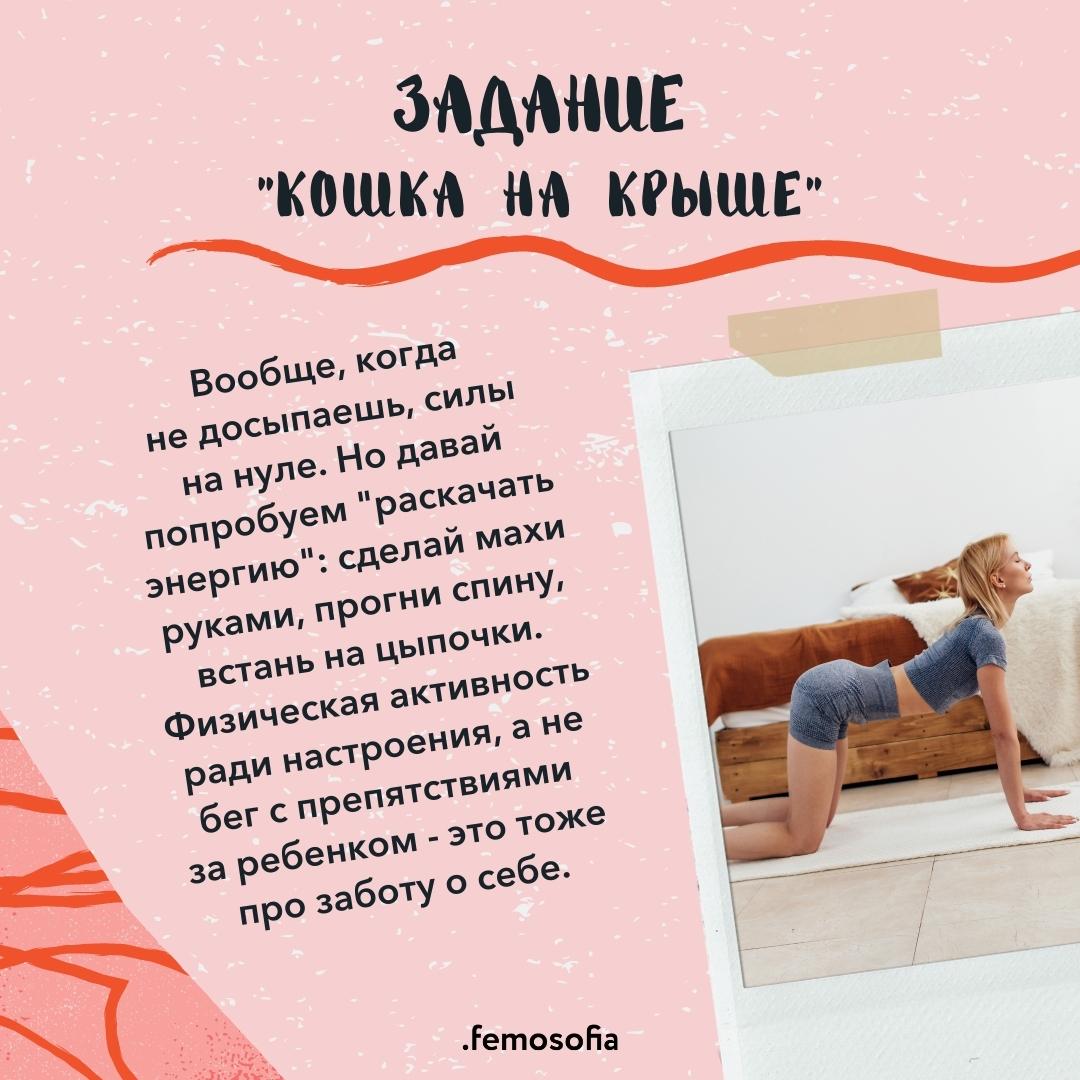 ЗАДАНИЕ
"КОШКА НА КРЫШЕ"
Вообще, когда
не досыпаешь, силы
на нуле. Но давай
попробуем "раскачать
энергию": сделай махи
руками, прогни спину,
встань на цыпочки.
Физическая активность
ради настроения, а не
бег с препятствиями
за ребенком - это тоже
про заботу о себе.
.femosofia